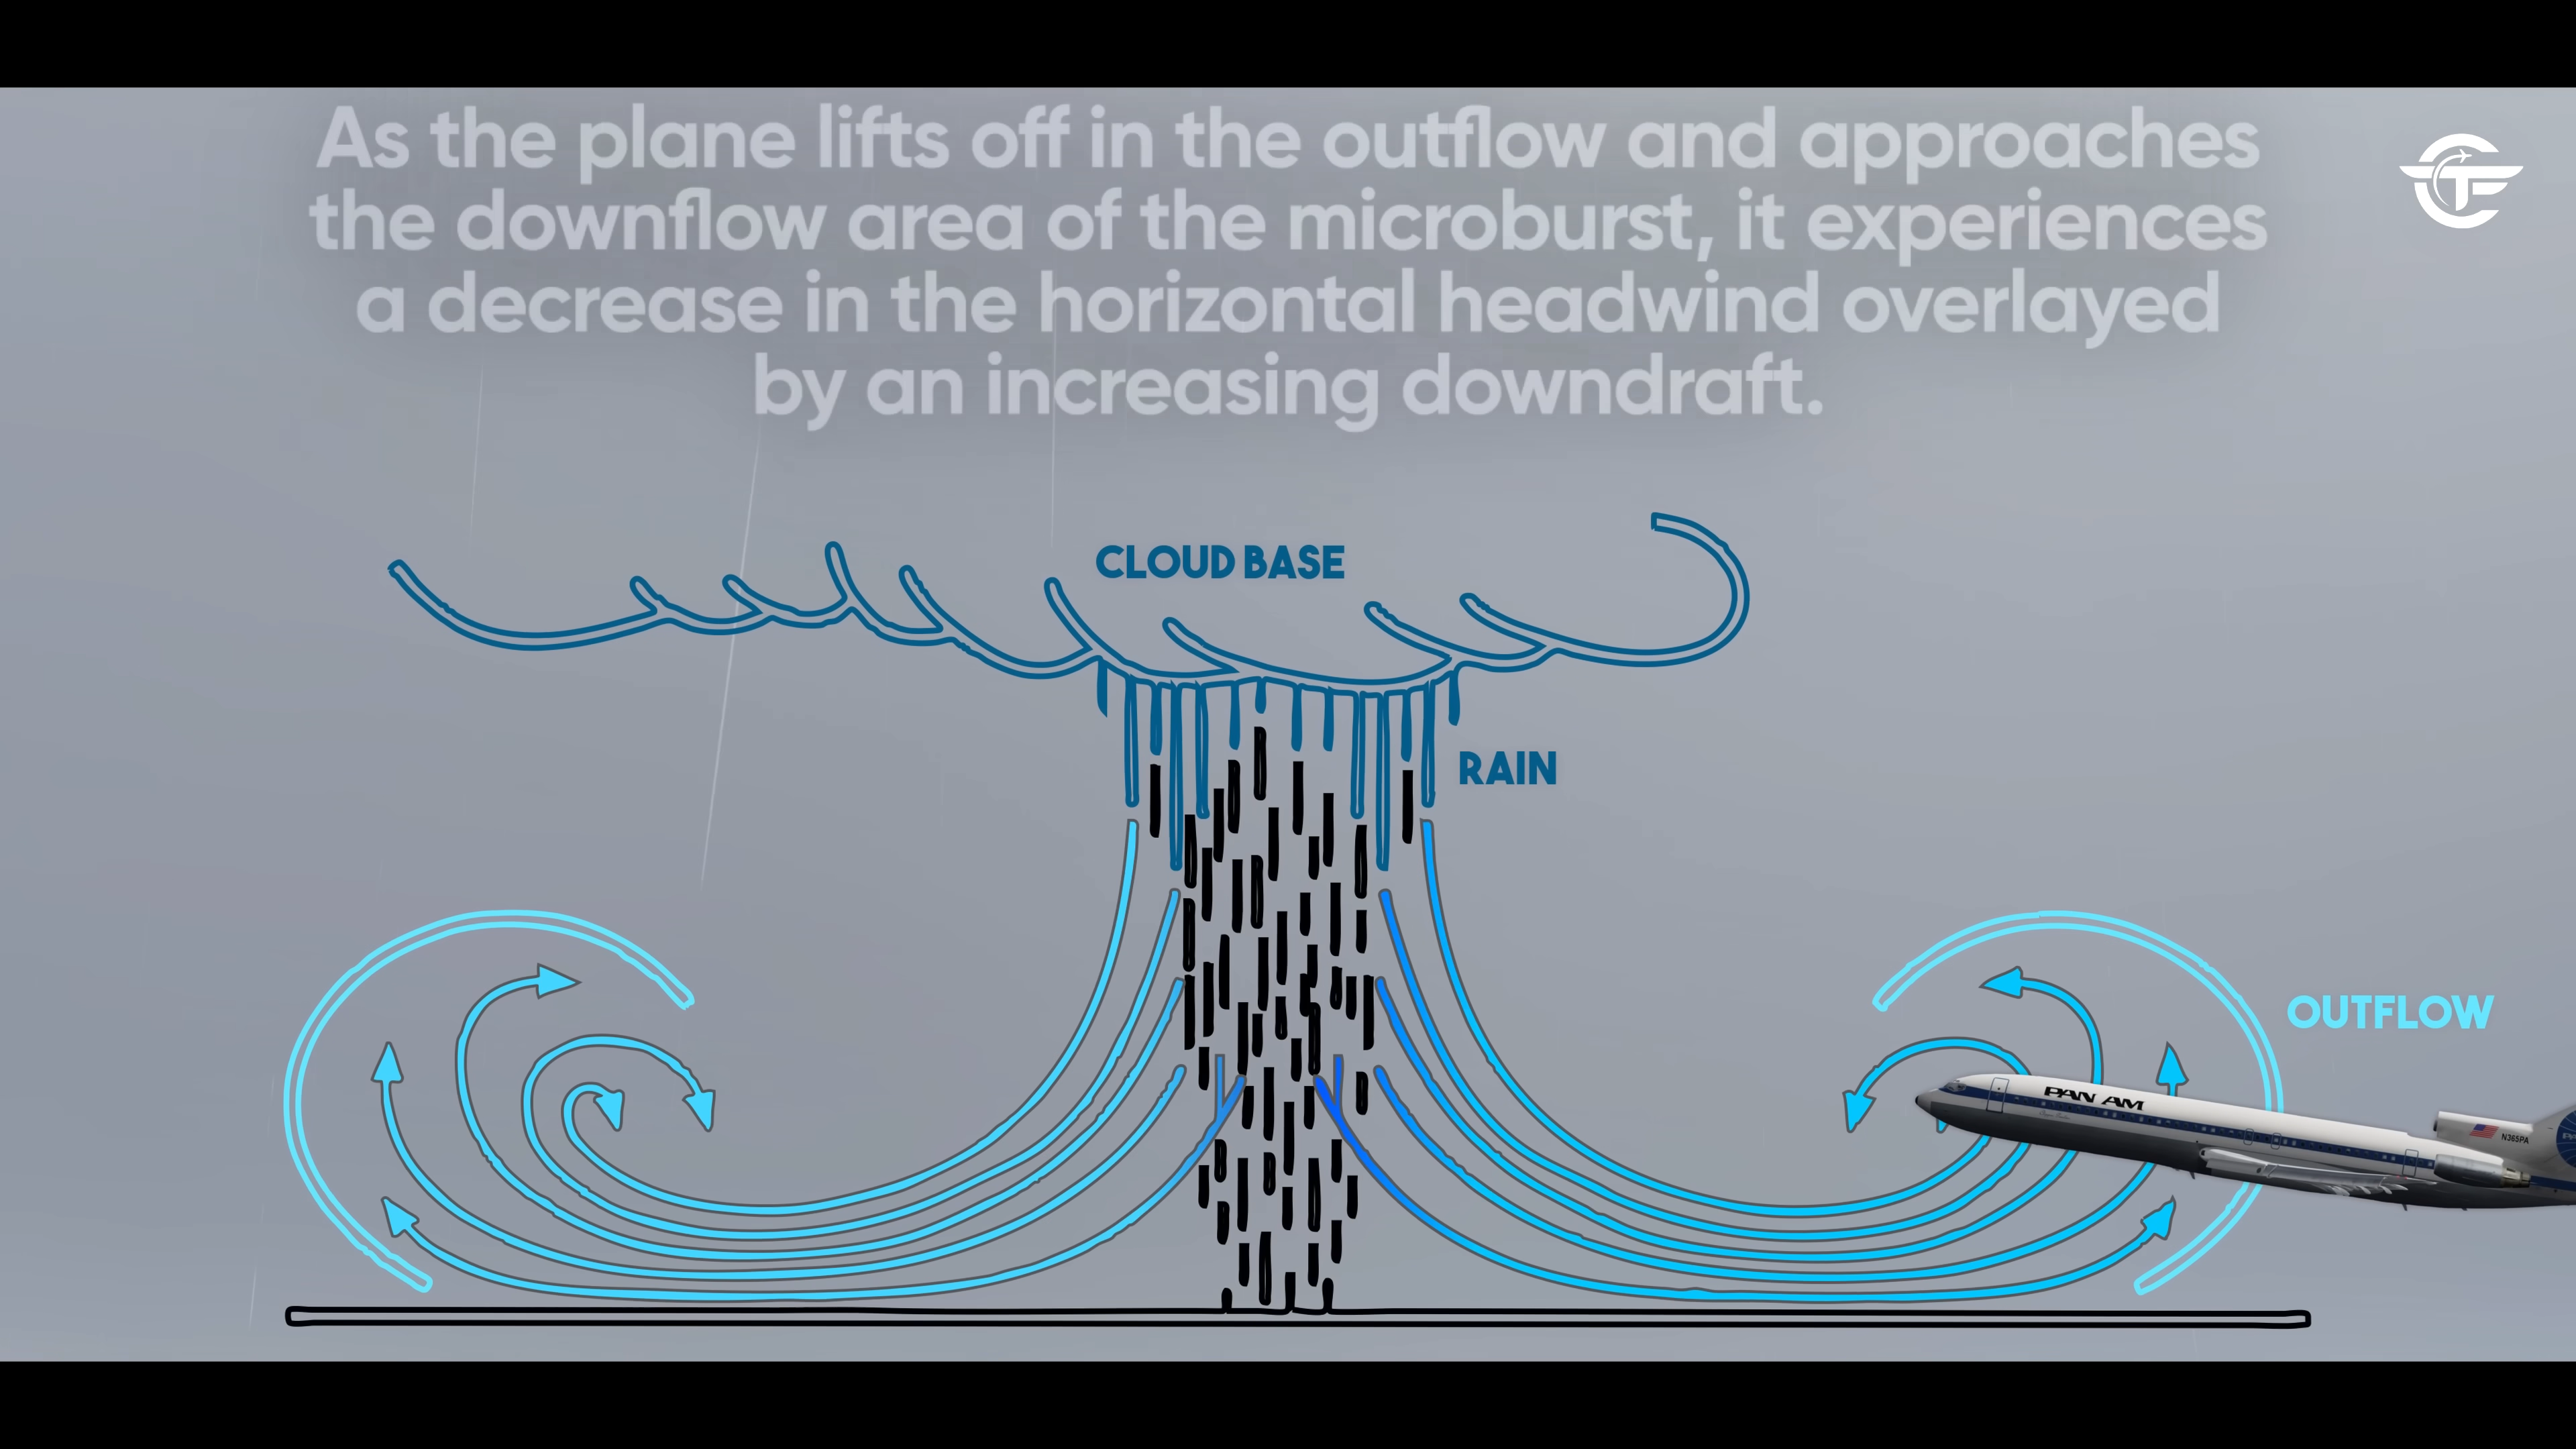 As the plane lifts off in the outflow and approaches
the downflow area of the microburst, it experiences
a decrease in the horizontal headwind overlayed
by an increasing downdraft.
CLOUD BASE
RAIN
OUTFLOW
PAN AM
N365PA